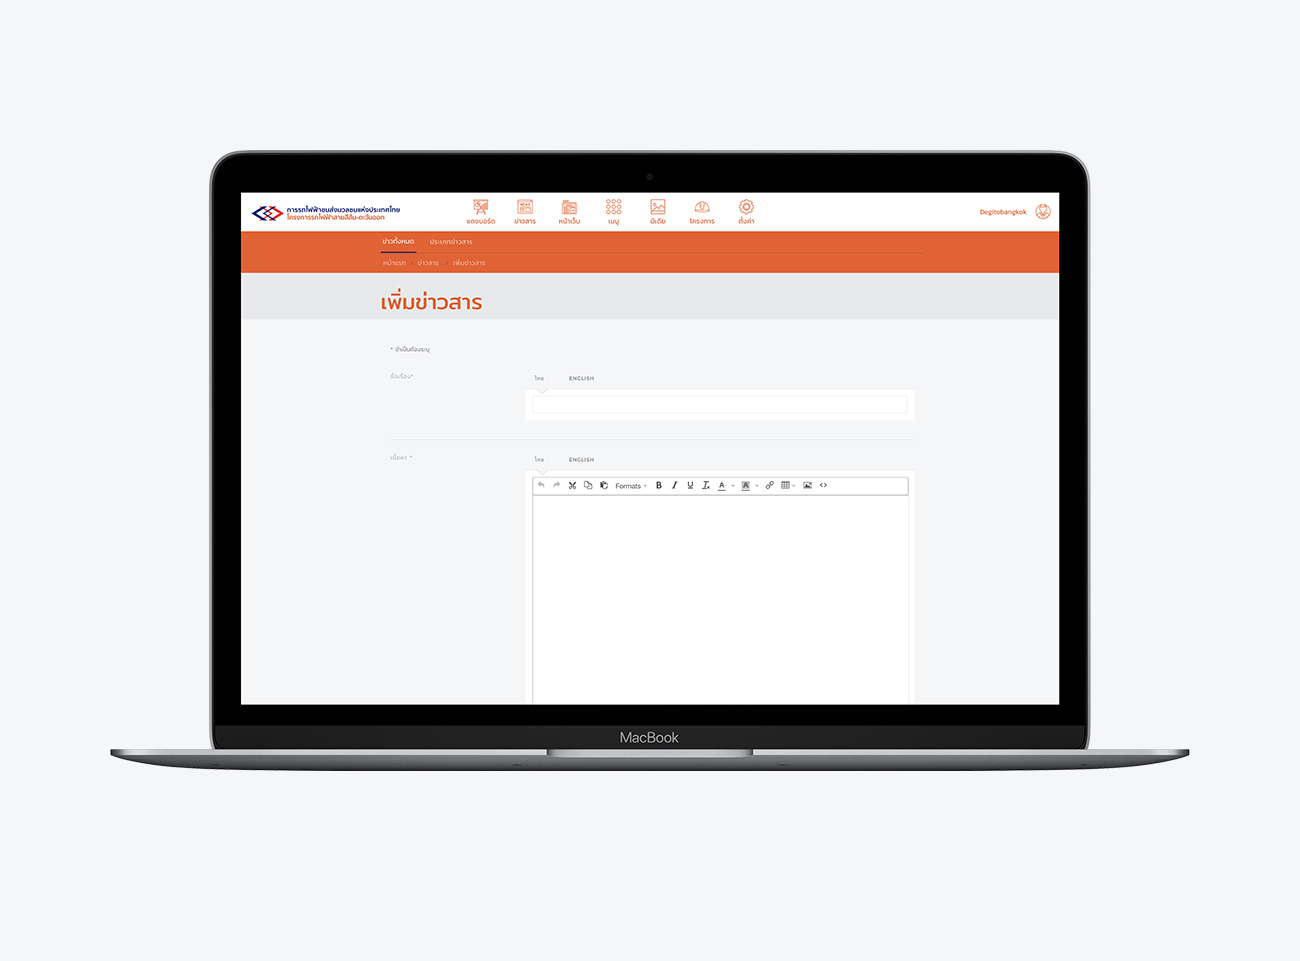 การรถไฟฟ้าขนส่งมวลชนแห่งประเทศไทย
โครงการรถไฟฟ้าสายสีส้ม-ตะวันออก
แดชบอร์ด ข่าวสาร หน้าเว็บ เมนู มีเดีย โครงการ ตั้งค่า
Degitobangkok
ข่าวทั้งหมด ประเภทข่าวสาร
หน้าแรก ข่าวสาร เพิ่มข่าวสาร
เพิ่มข่าวสาร
* จำเป็นต้องระบุ
ชื่อเรื่อง*
ไทย ENGLISH
เนื้อหา *
ไทย ENGLISH
Formats B I U A A
MacBook